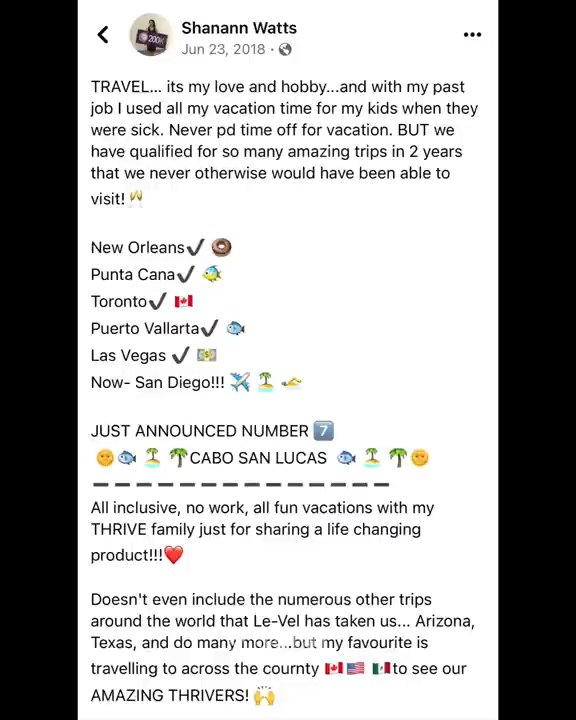 Shanann Watts
Jun 23, 2018 ·
TRAVEL... its my love and hobby...and with my past
job I used all my vacation time for my kids when they
were sick. Never pd time off for vacation. BUT we
have qualified for so many amazing trips in 2 years
that we never otherwise would have been able to
visit!🥂
New Orleans✔️ 🍩
Punta Cana✔️ 🐠
Toronto✔️ 🇨🇦
Puerto Vallarta✔️ 🐟
Las Vegas ✔️ 💵
Now- San Diego!!! ✈️ 🏝 🏊
JUST ANNOUNCED NUMBER 7️⃣
🌞🐟 🏝 🌴CABO SAN LUCAS 🐟 🏝 🌴🌞
➖➖➖➖➖➖➖➖➖➖➖➖➖➖
All inclusive, no work, all fun vacations with my
THRIVE family just for sharing a life changing
product!!!❤️
Doesn't even include the numerous other trips
around the world that Le-Vel has taken us... Arizona,
Texas, and do many more...but my favourite is
travelling to across the counrty 🇨🇦🇺🇸 🇲🇽to see our
AMAZING THRIVERS! 🙌